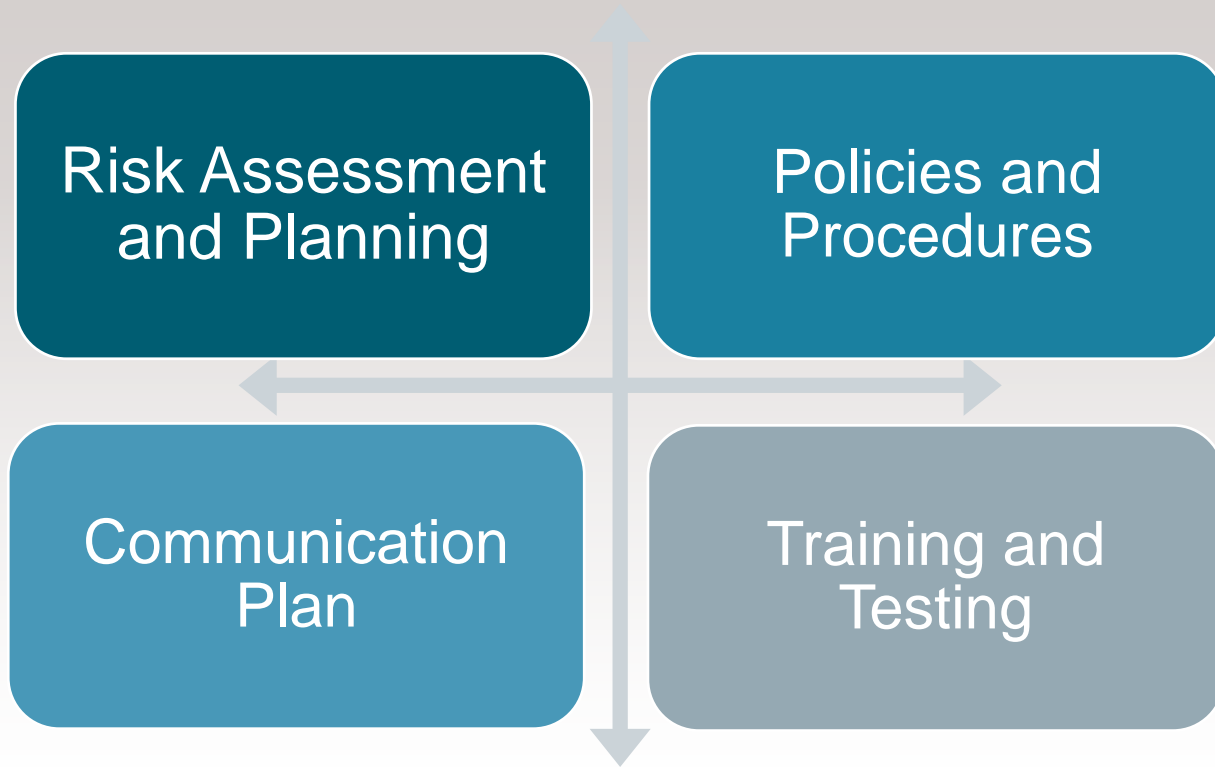 Risk Assessment
and Planning
Policies and
Procedures
Communication
Plan
Training and
Testing